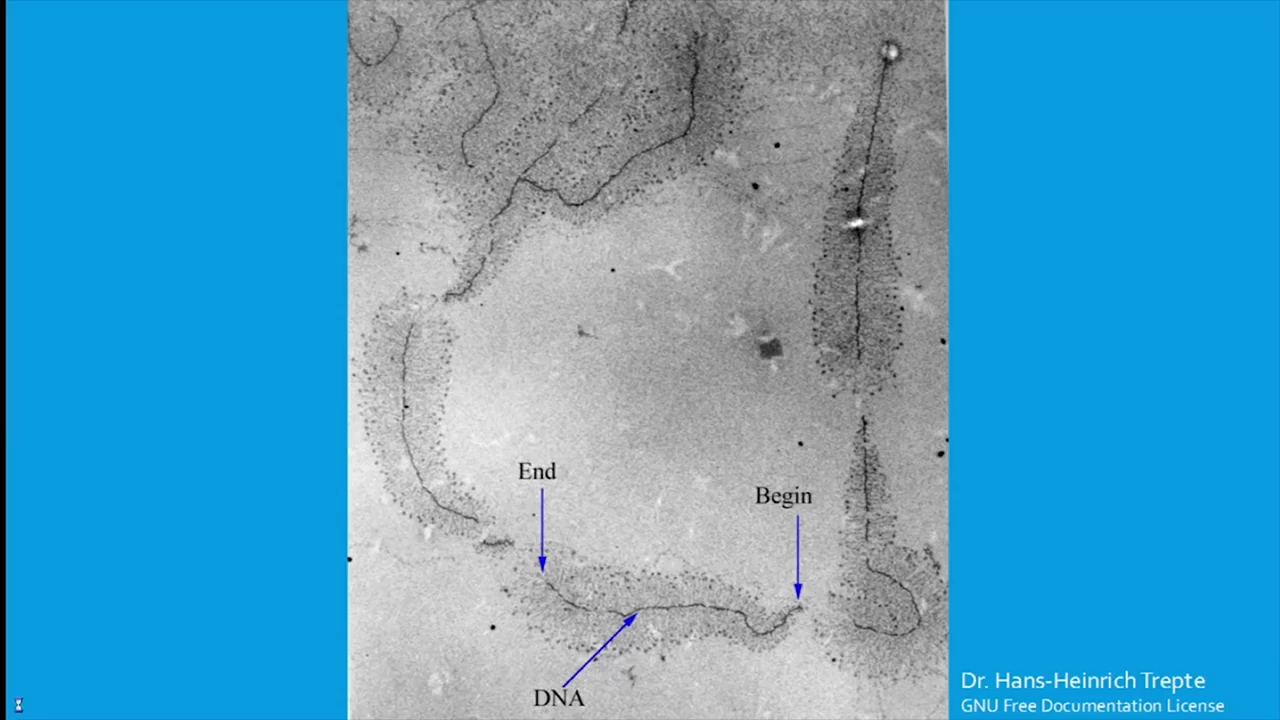 End
Begin
DNA
Dr. Hans-Heinrich Trepte
GNU Free Documentation License